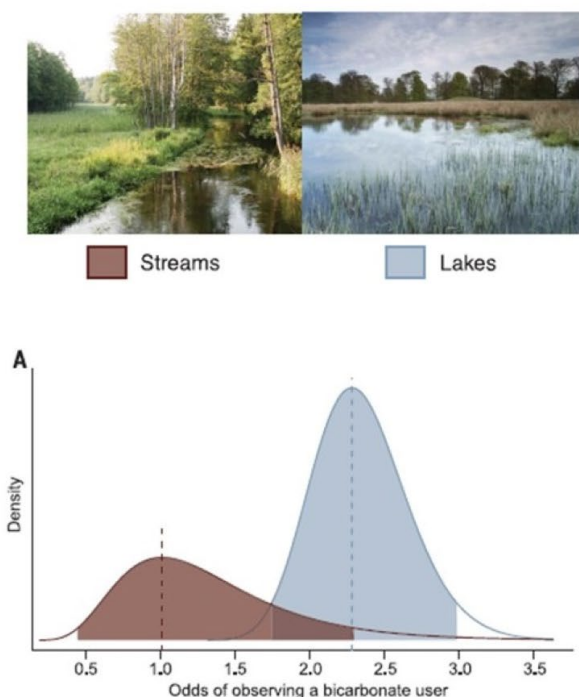 Streams
Lakes
A
Density
0.5 1.0 1.5 2.0 2.5 3.0 3.5
Odds of observing a bicarbonate user